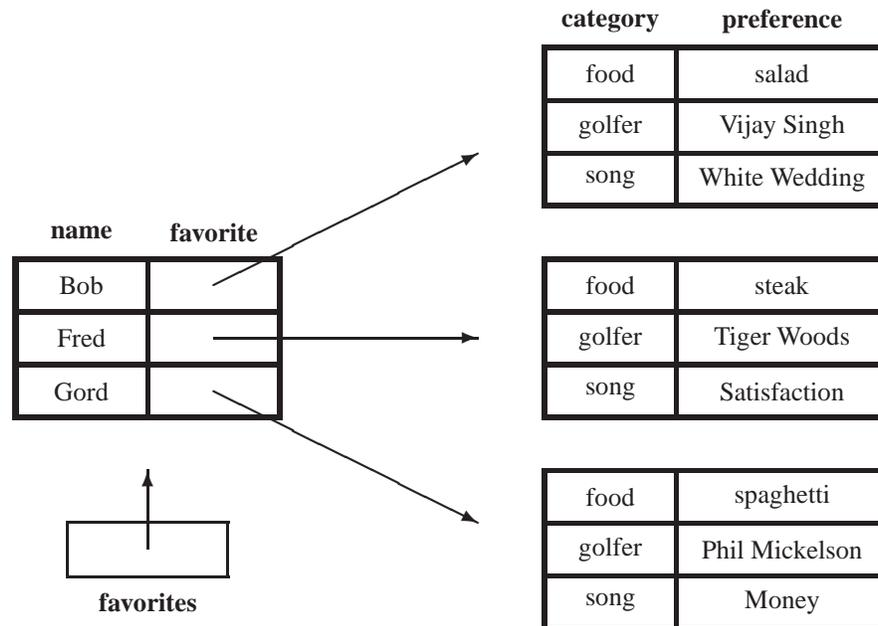 category preference
food salad
golfer Vijay Singh
song White Wedding
name favorite
Bob
Fred
Gord
food steak
golfer Tiger Woods
song Satisfaction
food spaghetti
golfer Phil Mickelson
song Money
favorites